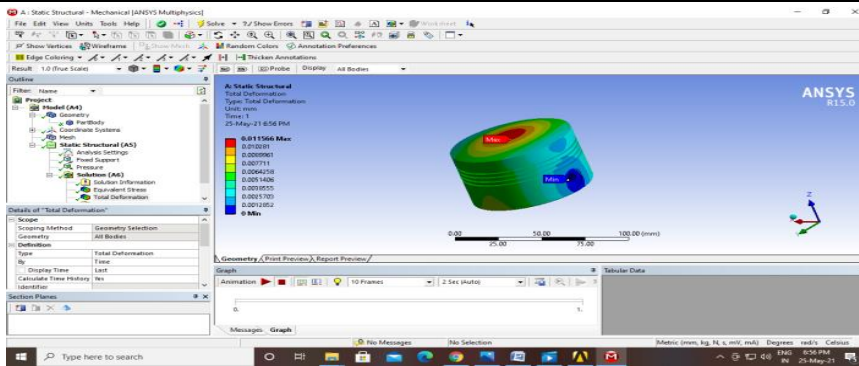 A : Static Structural - Mechanical [ANSYS Multiphysics]
File Edit View Units Tools Help Solve ?/ Show Errors
Show Vertices Wireframe Show Mesh Random Colors Annotation Preferences
Edge Coloring Thicken Annotations
Result 1.0 (True Scale) Probe Display All Bodies
Outline
Filter: Name
Project
Model (A4)
Geometry
PartBody
Coordinate Systems
Mesh
Static Structural (A5)
Analysis Settings
Fixed Support
Pressure
Solution (A6)
Solution Information
Equivalent Stress
Total Deformation
Details of "Total Deformation"
Scope
Scoping Method Geometry Selection
Geometry All Bodies
Definition
Type Total Deformation
By Time
Display Time Last
Calculate Time History Yes
Identifier
Section Planes
A: Static Structural
Total Deformation
Type: Total Deformation
Unit: mm
Time: 1
25-May-21 6:56 PM
0.011566 Max
0.010281
0.0089961
0.007711
0.0064258
0.0051406
0.0038555
0.0025703
0.0012852
0 Min
Max
Min
ANSYS
R15.0
0.00 50.00 100.00 (mm)
25.00 75.00
Z
Y
Geometry Print Preview Report Preview
Graph
Animation 10 Frames 2 Sec (Auto)
0. 1.
Messages Graph
Tabular Data
No Messages No Selection Metric (mm, kg, N, s, mV, mA) Degrees rad/s Celsius
Type here to search
ENG 6:56 PM
IN 25-May-21